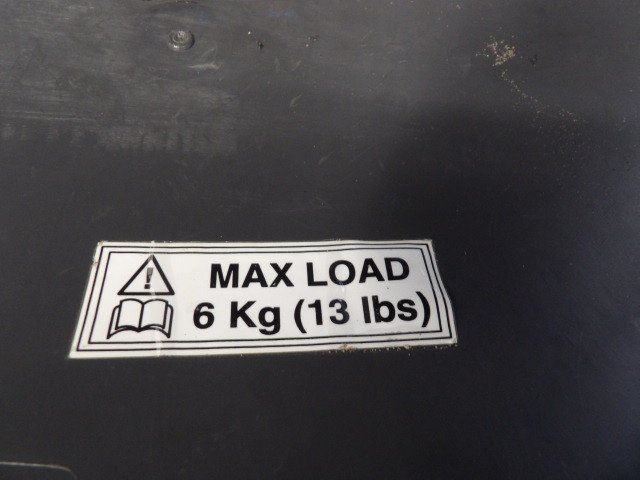 MAX LOAD
6 Kg (13 lbs)